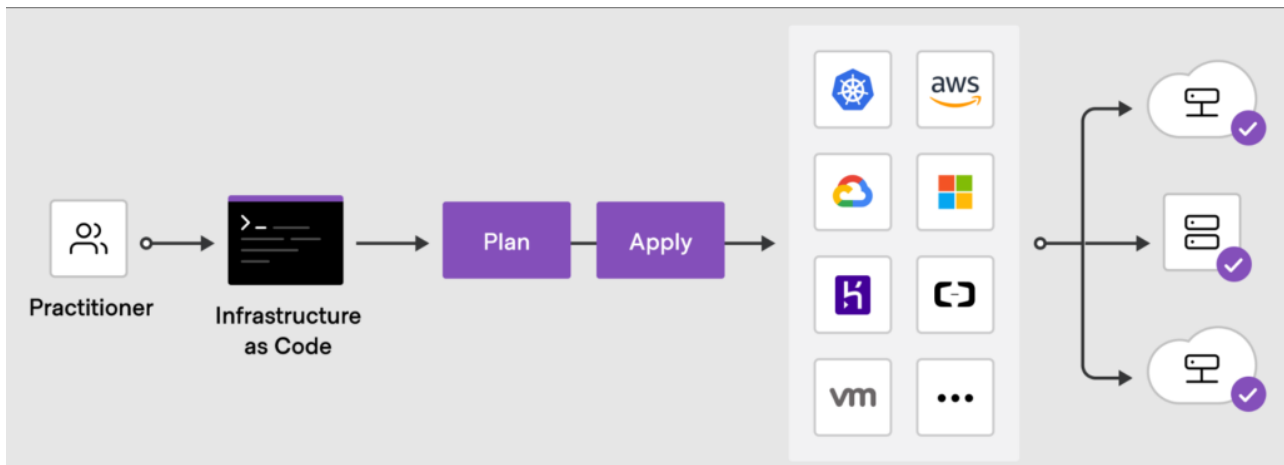 Practitioner
Infrastructure
as Code
Plan
Apply
aws
vm